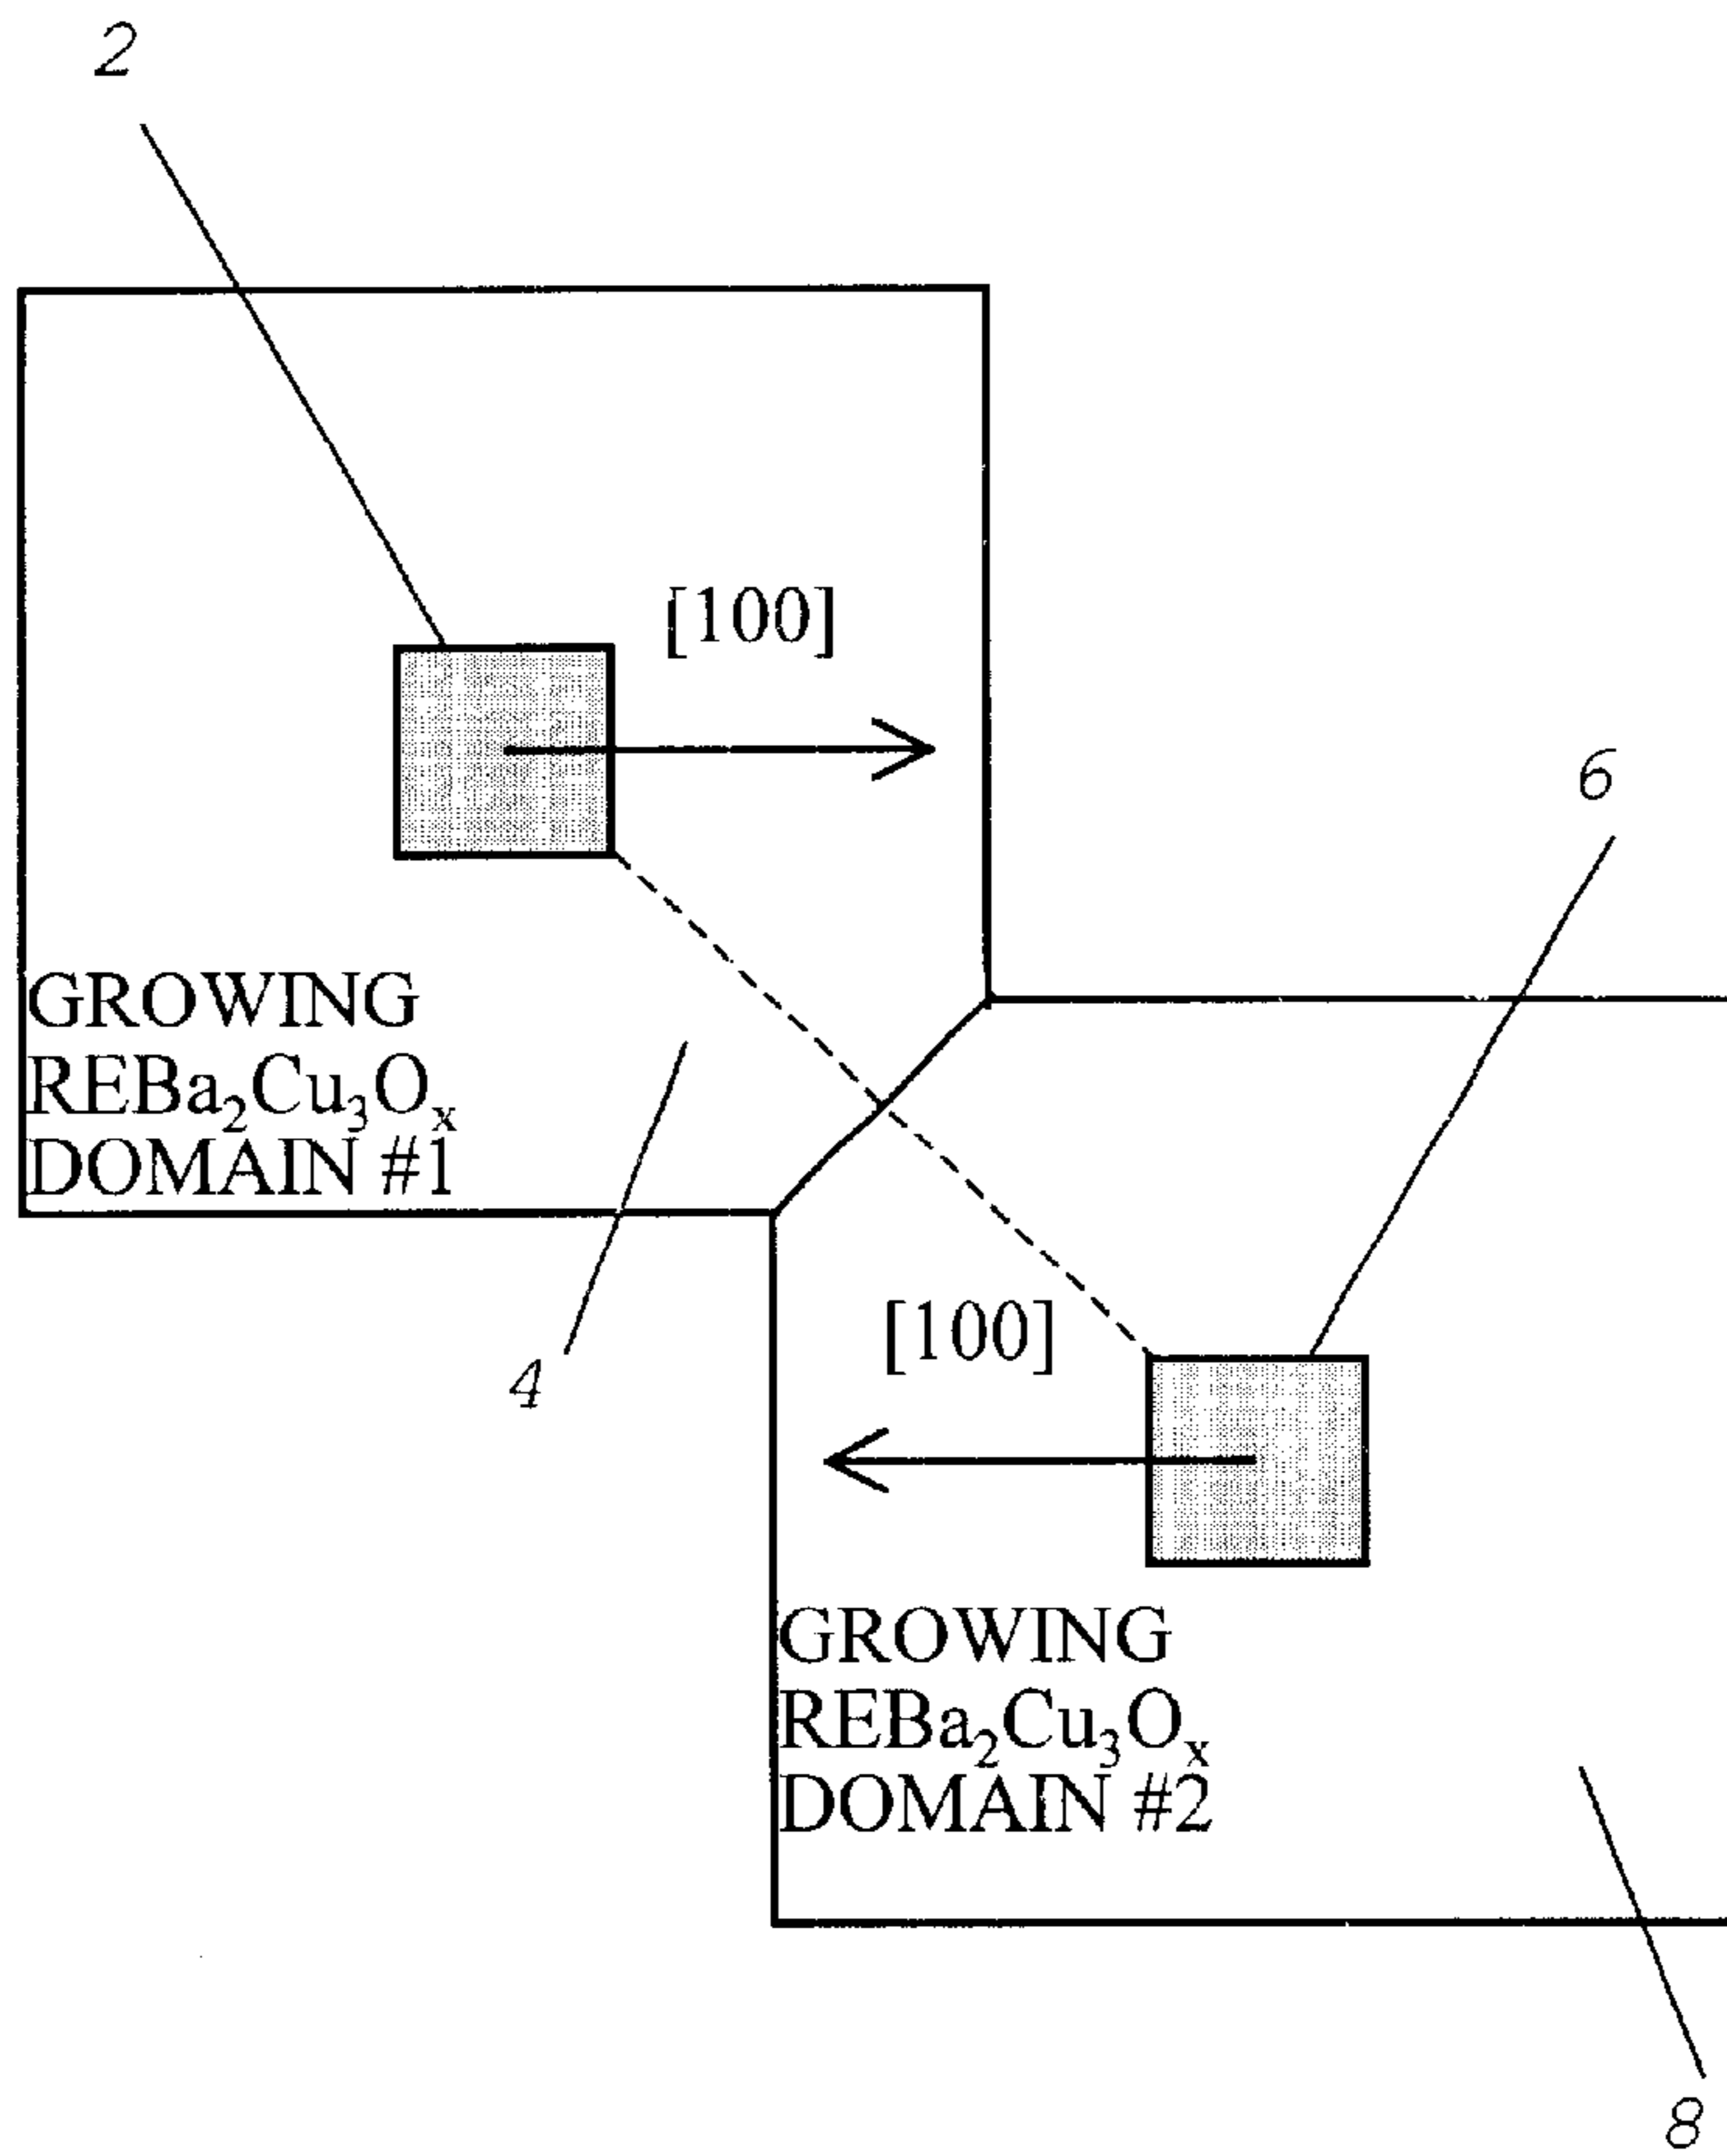 2
[100]
6
GROWING
REBa₂Cu₃Oₓ
DOMAIN #1
4
[100]
GROWING
REBa₂Cu₃Oₓ
DOMAIN #2
8